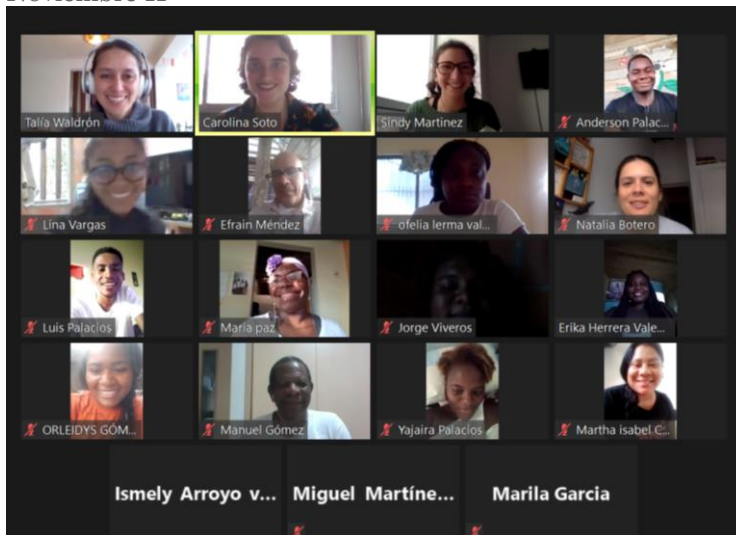 Talía Waldrón
Carolina Soto
Sindy Martinez
Anderson Palac...
Lina Vargas
Efraín Méndez
ofelia lerma val...
Natalia Botero
Luis Palacios
María paz
Jorge Viveros
Erika Herrera Vale...
ORLEIDYS GÓM...
Manuel Gómez
Yajaira Palacios
Martha isabel C...
Ismely Arroyo v...
Miguel Martíne...
Marila Garcia